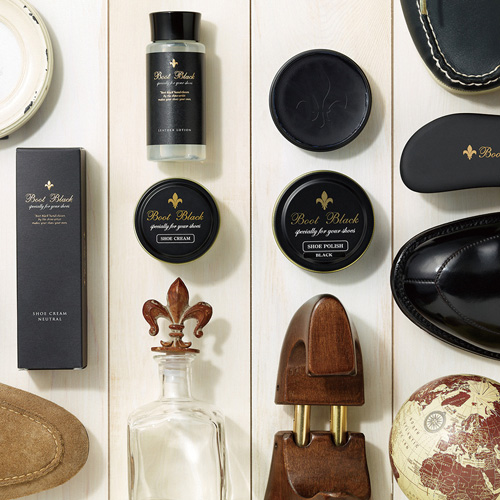 Boot Black
specially for your shoes
LEATHER LOTION
Boot Black
specially for your shoes
SHOE CREAM
NEUTRAL
Boot Black
specially for your shoes
SHOE CREAM
Boot Black
specially for your shoes
SHOE POLISH
BLACK
Boot Bl